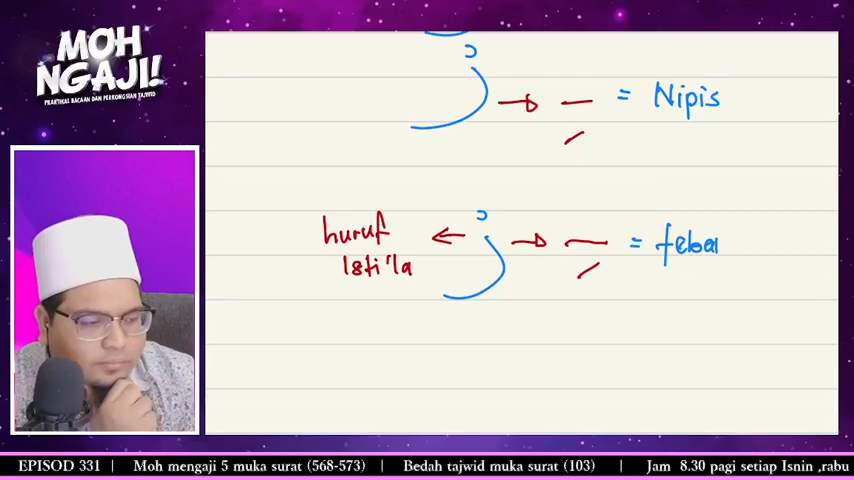 MOH
NGAJI!
PRAKTIKAL BACAAN DAN PERKONGSIAN TAJWID
رْ → = Nipis
huruf ← رْ → = tebal
Isti'la
EPISOD 331 | Moh mengaji 5 muka surat (568-573) | Bedah tajwid muka surat (103) | Jam 8.30 pagi setiap Isnin ,rabu